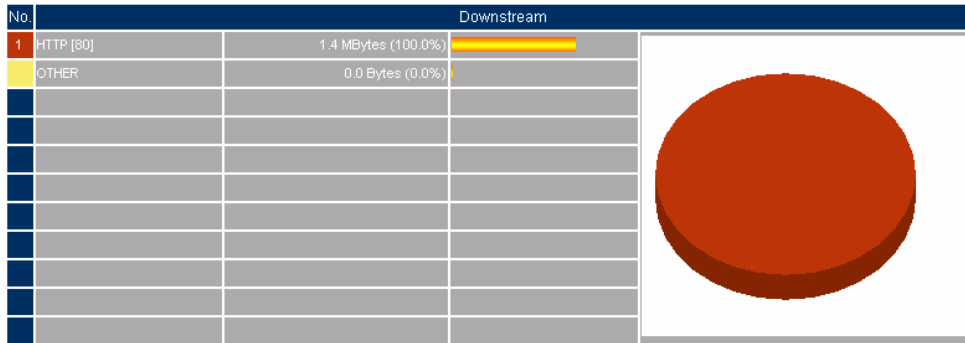 No. Downstream
1 HTTP [80] 1.4 MBytes (100.0%)
OTHER 0.0 Bytes (0.0%)